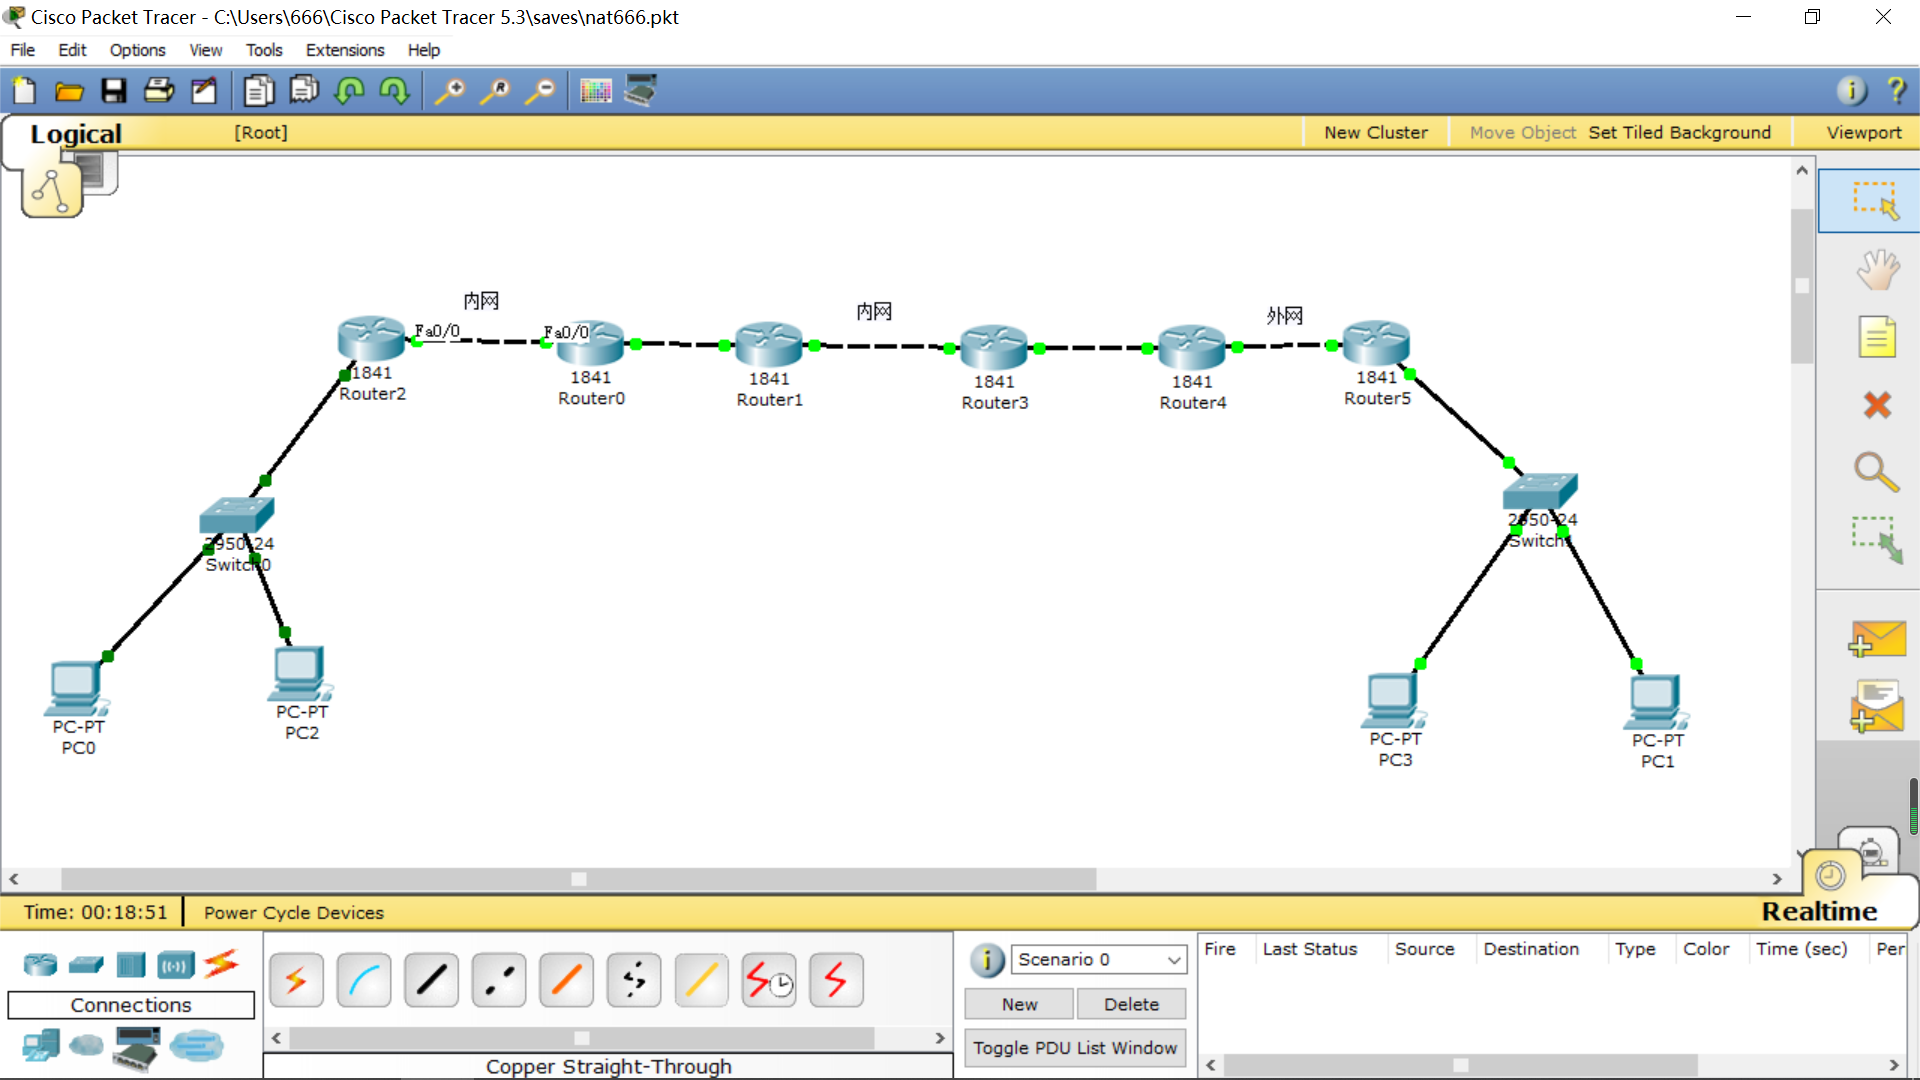 Cisco Packet Tracer - C:\Users\666\Cisco Packet Tracer 5.3\saves\nat666.pkt
File Edit Options View Tools Extensions Help
Logical [Root] New Cluster Move Object Set Tiled Background Viewport
内网 内网 外网
Fa0/0 Fa0/0
1841 1841 1841 1841 1841 1841
Router2 Router0 Router1 Router3 Router4 Router5
2950-24
Switch0
2950-24
Switch
PC-PT
PC0
PC-PT
PC2
PC-PT
PC3
PC-PT
PC1
Time: 00:18:51 Power Cycle Devices Realtime
Connections
Copper Straight-Through
Scenario 0
New Delete
Toggle PDU List Window
Fire Last Status Source Destination Type Color Time (sec) Per